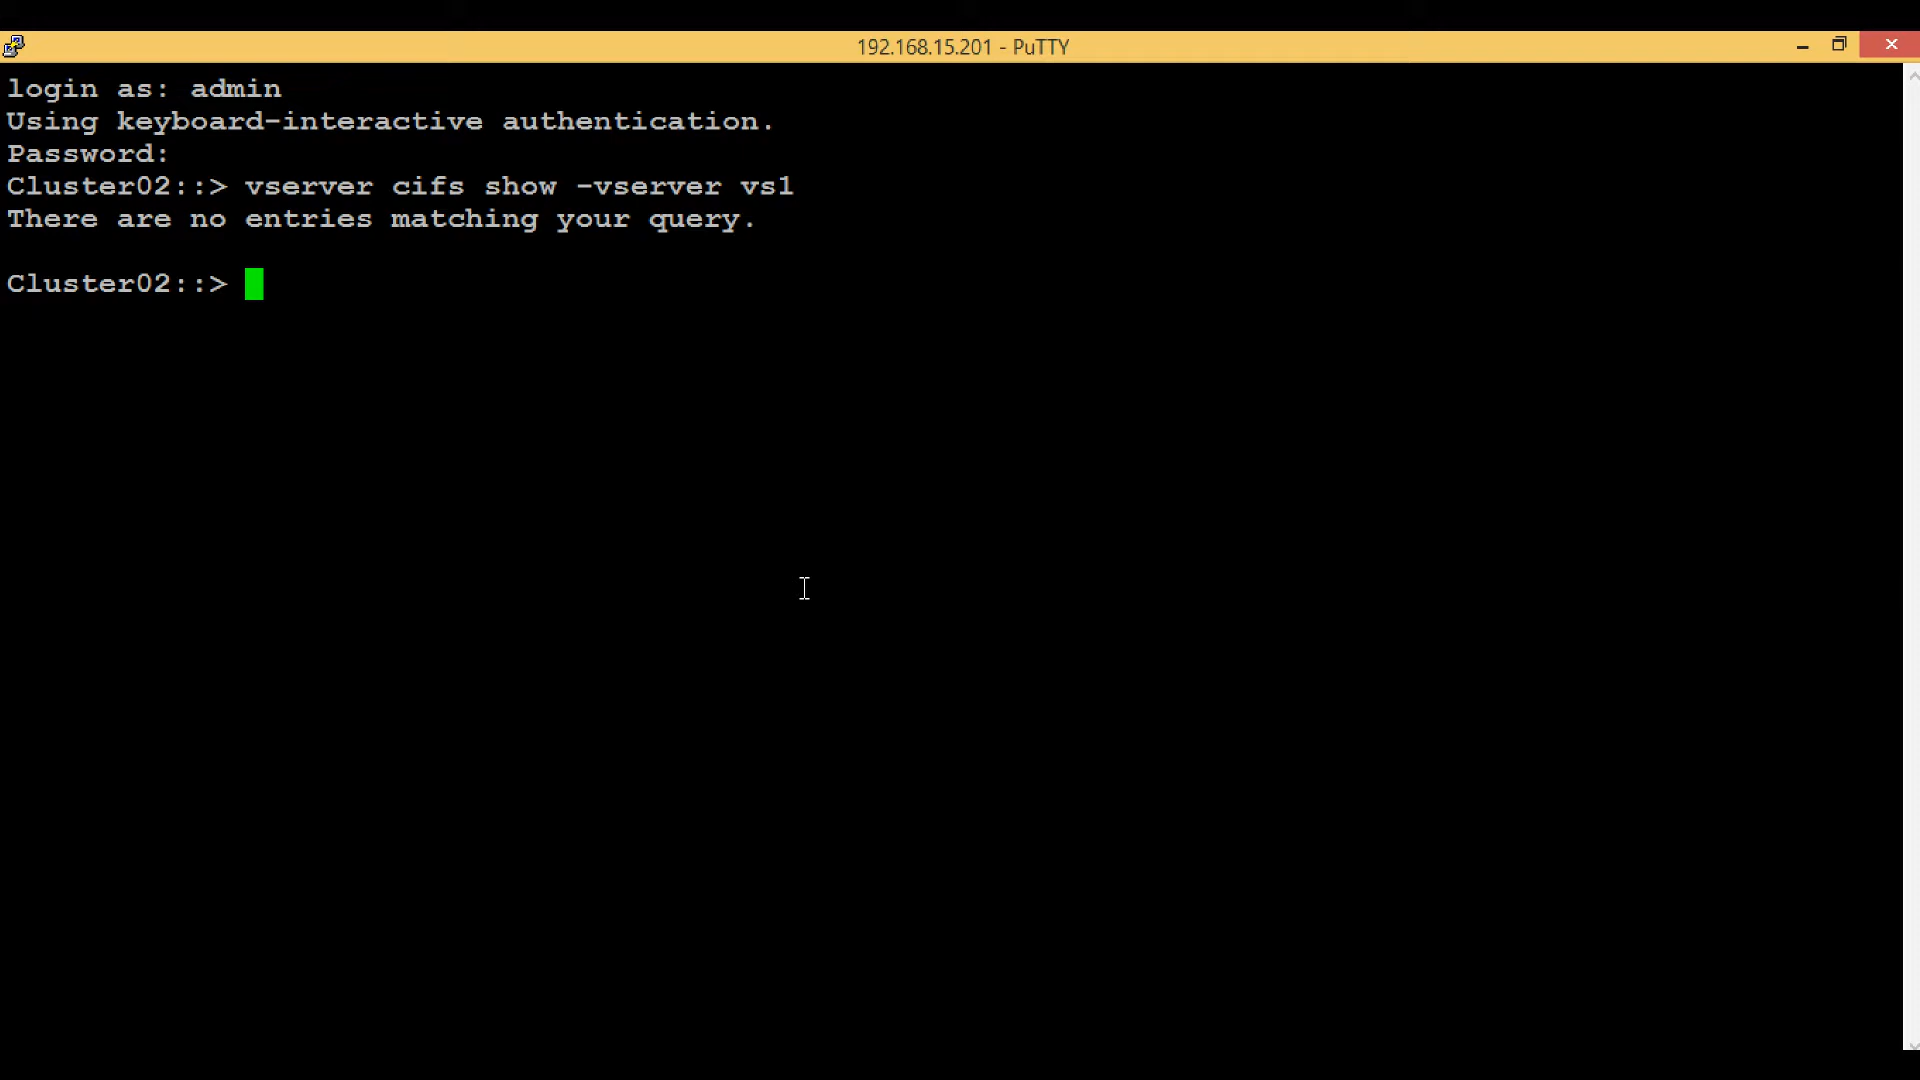 192.168.15.201 - PuTTY
login as: admin
Using keyboard-interactive authentication.
Password:
Cluster02::> vserver cifs show -vserver vs1
There are no entries matching your query.
Cluster02::>